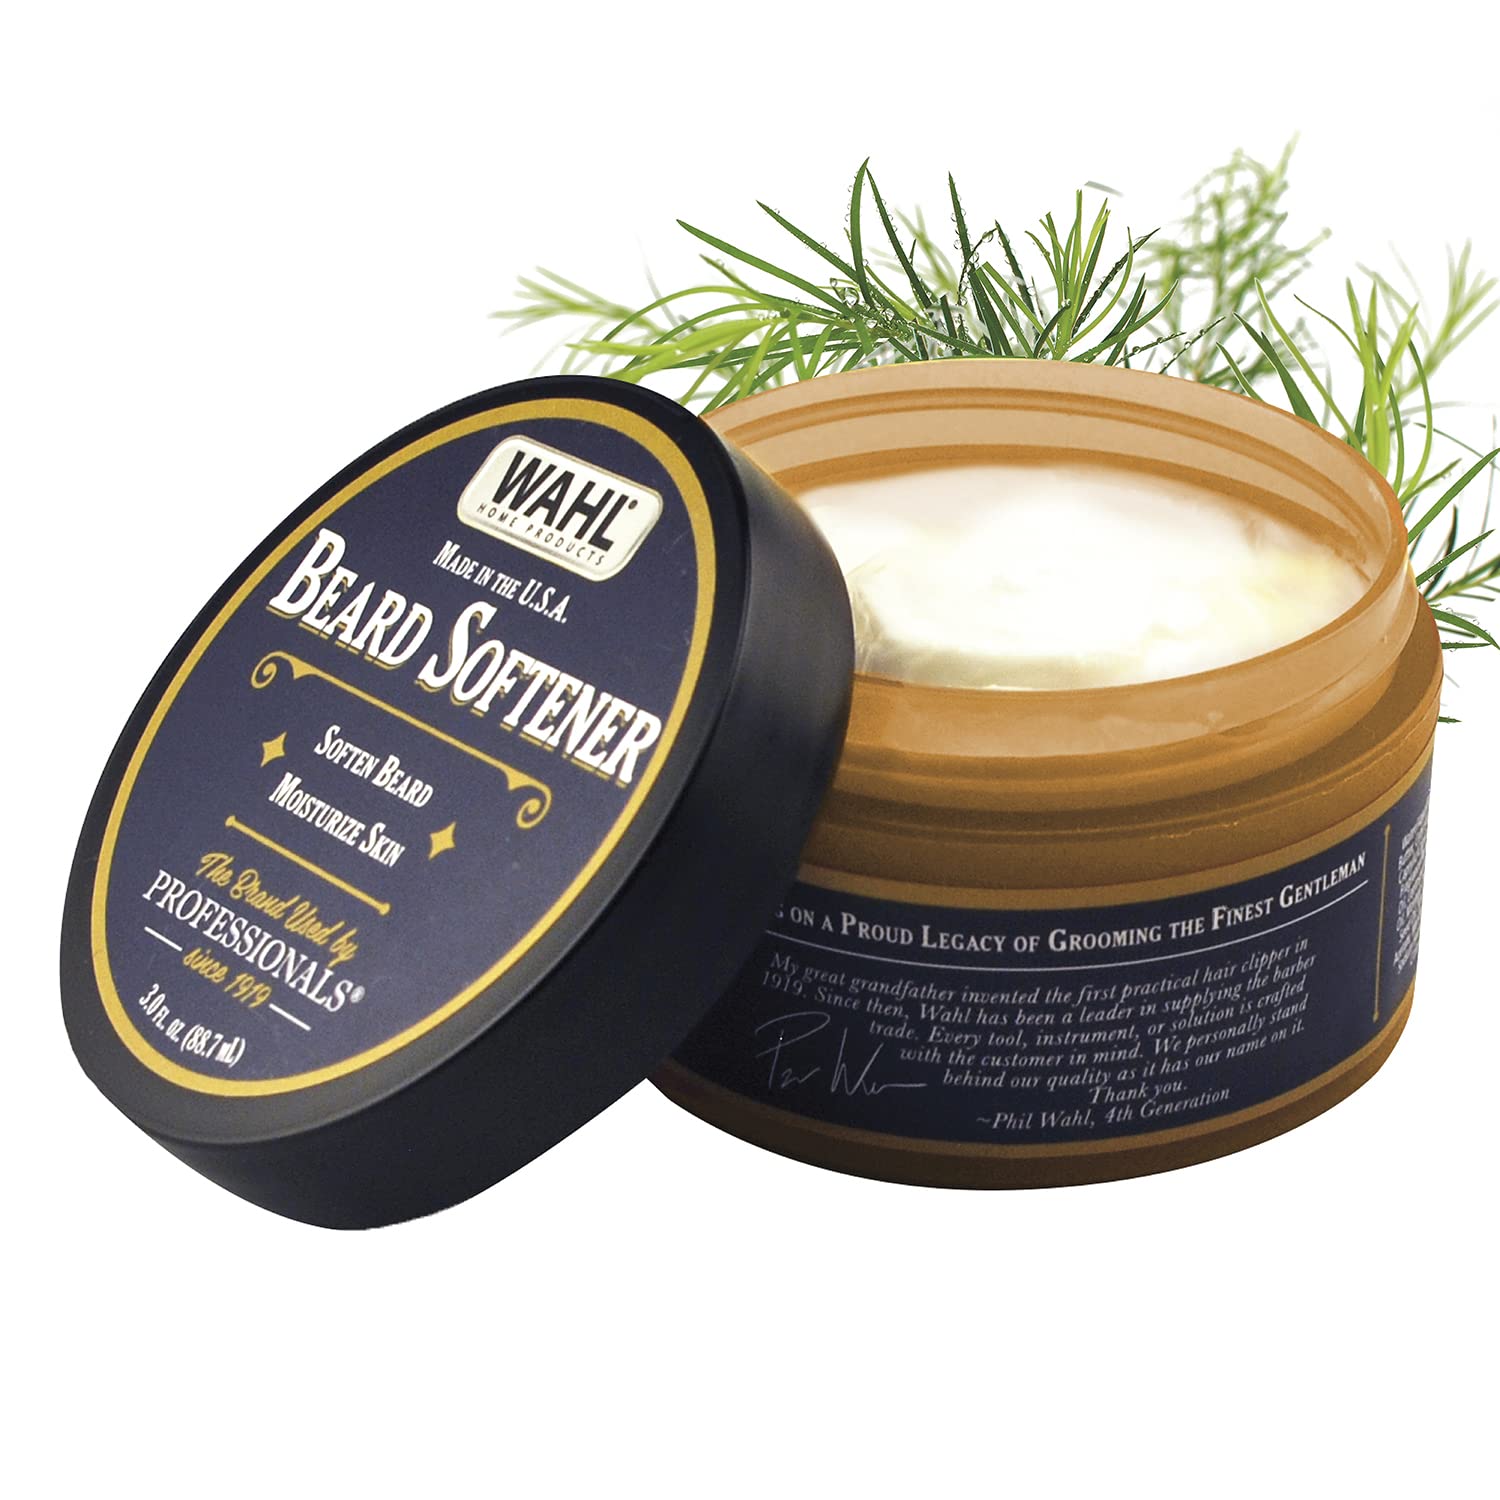 WAHL®
HOME PRODUCTS
MADE IN THE U.S.A.
BEARD SOFTENER
SOFTEN BEARD
MOISTURIZE SKIN
The Brand Used by
PROFESSIONALS®
since 1919
3.0 FL. OZ. (88.7 mL)
ON A PROUD LEGACY OF GROOMING THE FINEST GENTLEMAN
My great grandfather invented the first practical hair clipper in
1919. Since then, Wahl has been a leader in supplying the barber
trade. Every tool, instrument, or solution is crafted
with the customer in mind. We personally stand
behind our quality as it has our name on it.
Thank you.
~Phil Wahl, 4th Generation